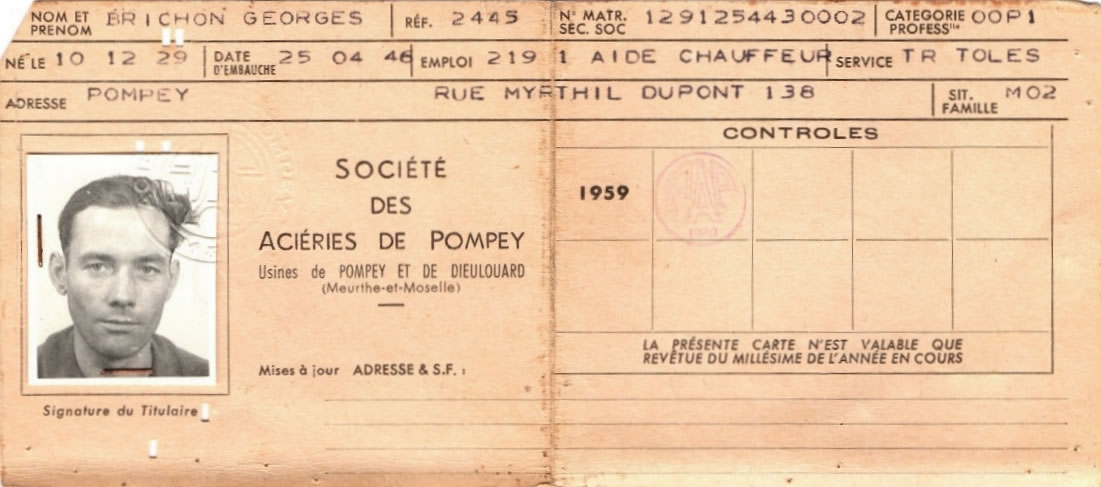 NOM ET PRENOM BRICHON GEORGES RÉF. 2445 N° MATR. SEC. SOC 1291254430002 CATEGORIE PROFESSlle OOP1
NÉ LE 10 12 29 DATE D'EMBAUCHE 25 04 46 EMPLOI 219 1 AIDE CHAUFFEUR SERVICE TR TOLES
ADRESSE POMPEY RUE MYRTHIL DUPONT 138 SIT. FAMILLE M02
CONTROLES
SOCIÉTÉ
DES
ACIÉRIES DE POMPEY
Usines de POMPEY ET DE DIEULOUARD
(Meurthe-et-Moselle)
1959
LA PRÉSENTE CARTE N'EST VALABLE QUE
REVÊTUE DU MILLÉSIME DE L'ANNÉE EN COURS
Mises à jour ADRESSE & S.F. :
Signature du Titulaire